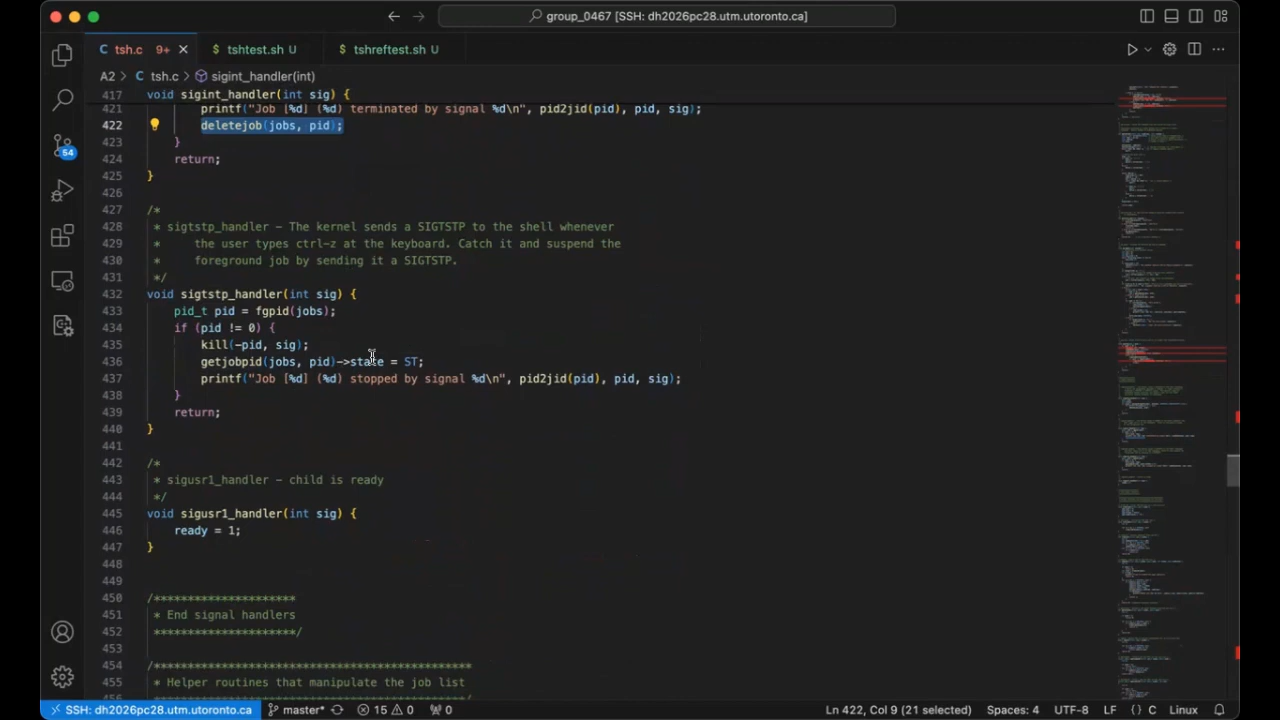 group_0467 [SSH: dh2026pc28.utm.utoronto.ca]
tsh.c 9+
tshtest.sh U
tshreftest.sh U
A2 > C tsh.c > sigint_handler(int)
417 void sigint_handler(int sig) {
421 printf("Job [%d] (%d) terminated by signal %d\n", pid2jid(pid), pid, sig);
422 deletejob(jobs, pid);
423 }
424 return;
425 }
426
427 /*
428 * sigtstp_handler - The kernel sends a SIGTSTP to the shell whenever
429 * the user types ctrl-z at the keyboard. Catch it and suspend the
430 * foreground job by sending it a SIGTSTP.
431 */
432 void sigtstp_handler(int sig) {
433 pid_t pid = fgpid(jobs);
434 if (pid != 0) {
435 kill(-pid, sig);
436 getjobpid(jobs, pid)->state = ST;
437 printf("Job [%d] (%d) stopped by signal %d\n", pid2jid(pid), pid, sig);
438 }
439 return;
440 }
441
442 /*
443 * sigusr1_handler - child is ready
444 */
445 void sigusr1_handler(int sig) {
446 ready = 1;
447 }
448
449
450 /*********************
451 * End signal handlers
452 *********************/
453
454 /***********************************************
455 * Helper routines that manipulate the job list
54
SSH: dh2026pc28.utm.utoronto.ca master* 15 0 0 Ln 422, Col 9 (21 selected) Spaces: 4 UTF-8 LF {} C Linux